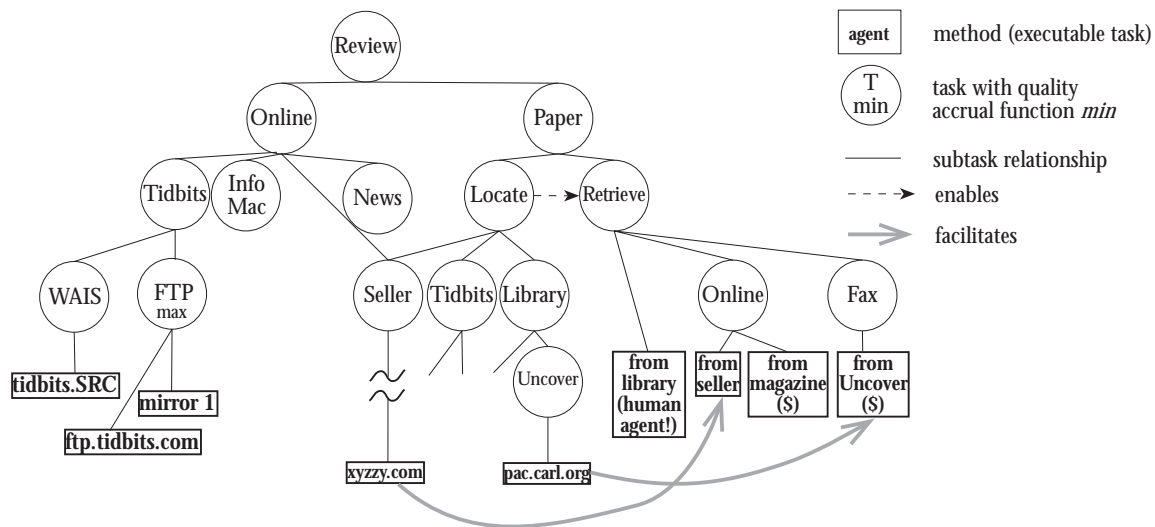 Review
Online
Paper
Tidbits
Info
Mac
News
Locate
Retrieve
WAIS
FTP
max
Seller
Tidbits
Library
Online
Fax
Uncover
tidbits.SRC
mirror 1
ftp.tidbits.com
xyzzy.com
pac.carl.org
from
library
(human
agent!)
from
seller
from
magazine
($)
from
Uncover
($)
agent
method (executable task)
T
min
task with quality
accrual function min
subtask relationship
enables
facilitates